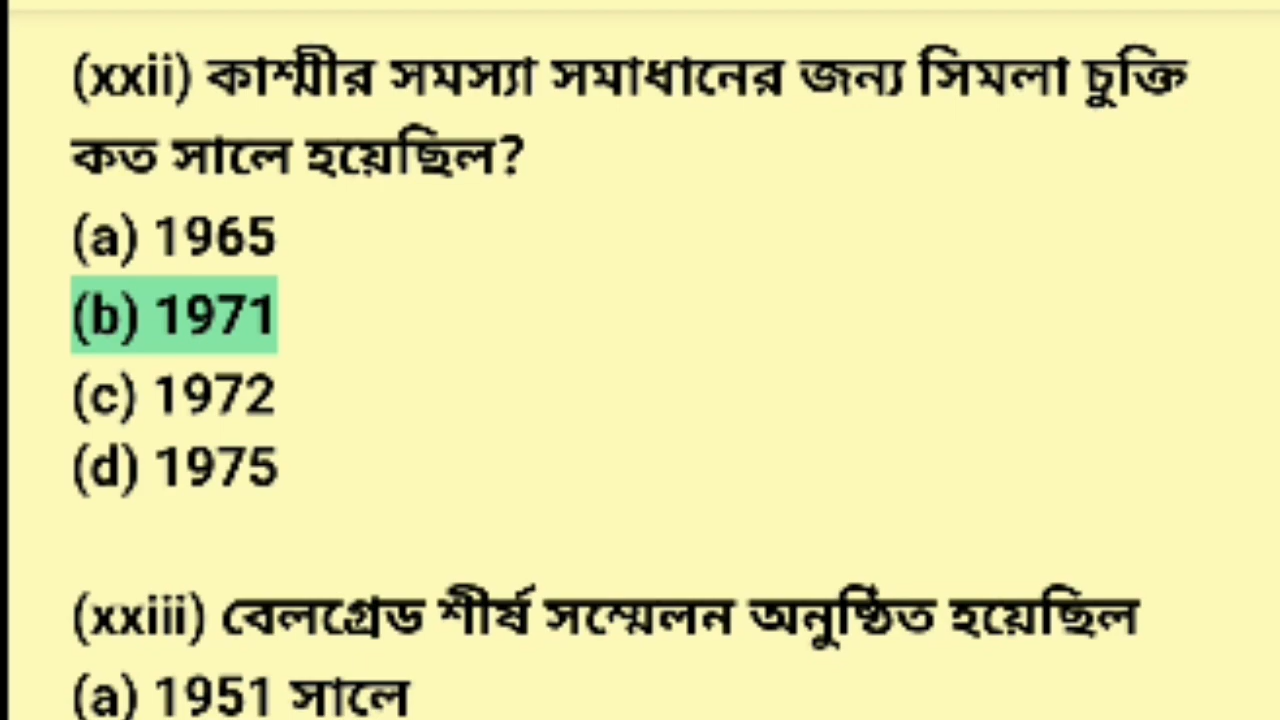 (xxii) কাশ্মীর সমস্যা সমাধানের জন্য সিমলা চুক্তি
কত সালে হয়েছিল?
(a) 1965
(b) 1971
(c) 1972
(d) 1975
(xxiii) বেলগ্রেড শীর্ষ সম্মেলন অনুষ্ঠিত হয়েছিল
(a) 1951 সালে